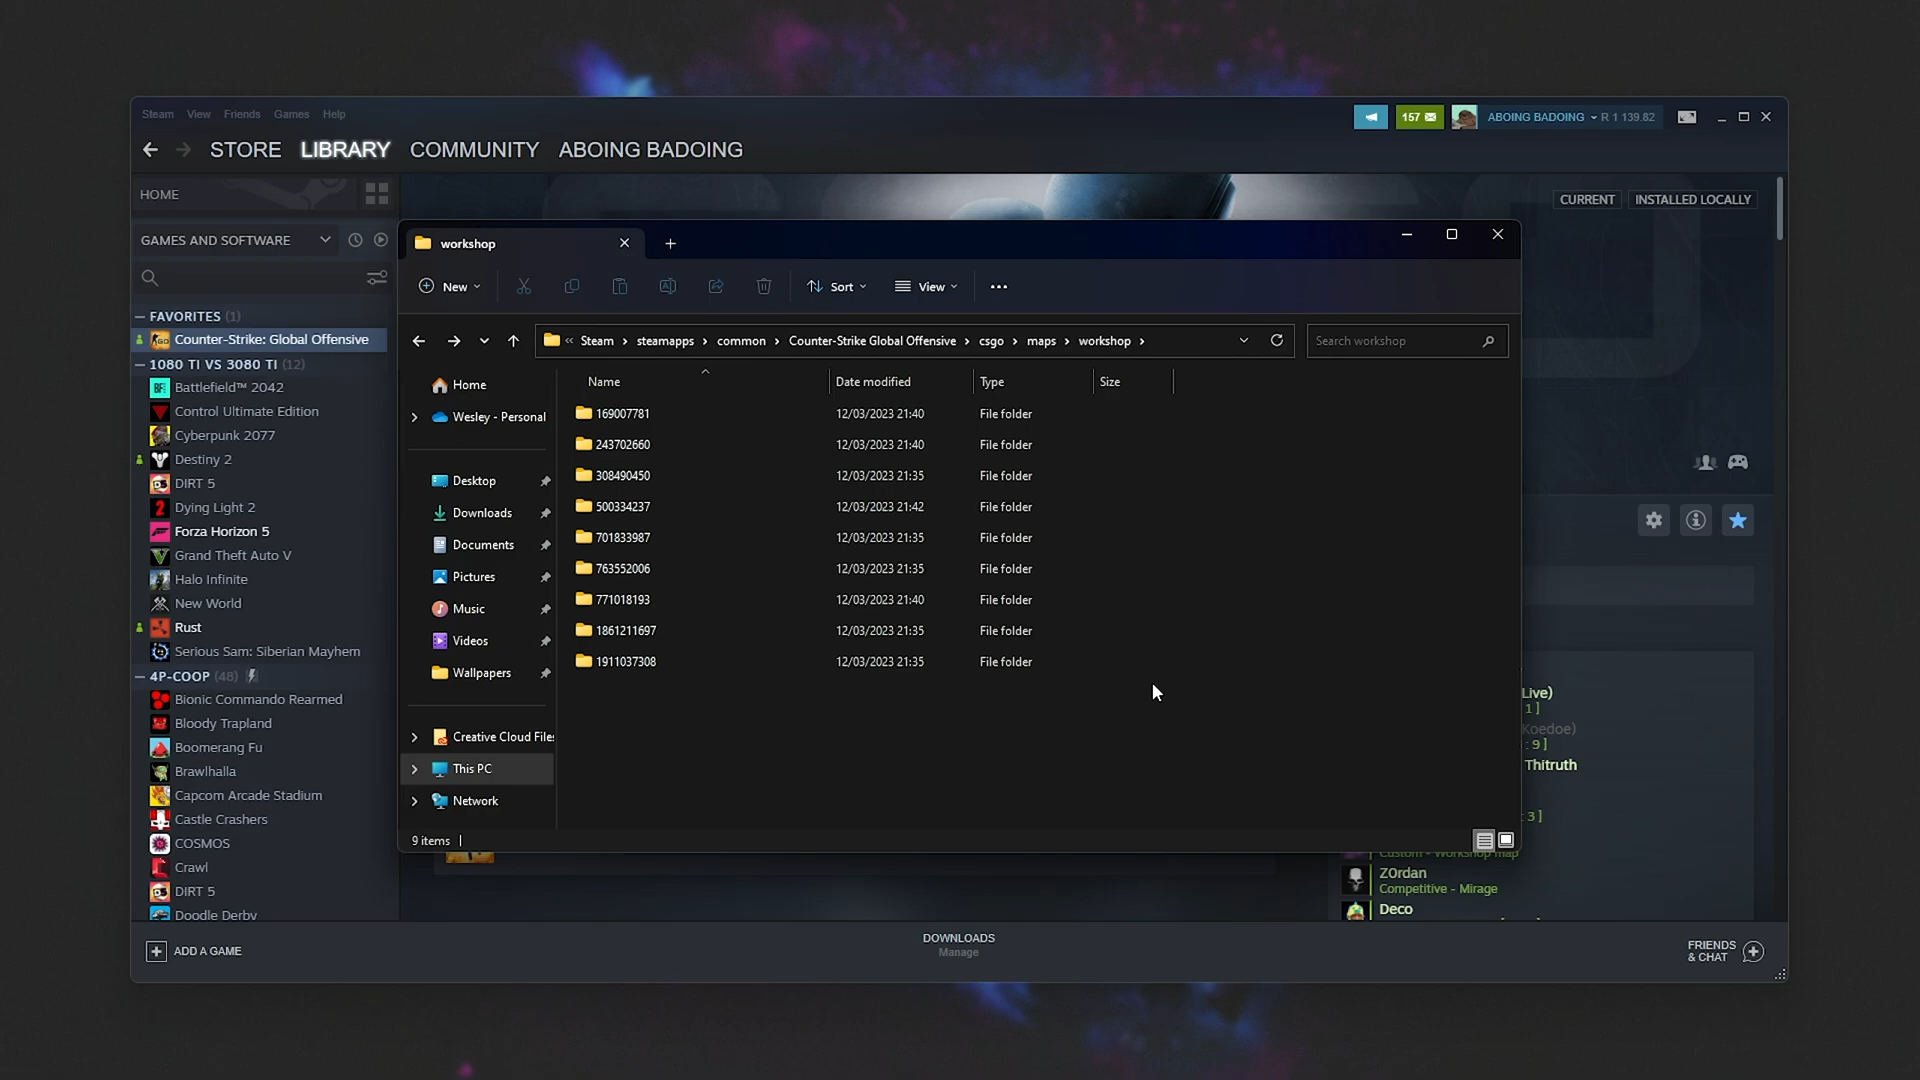 Steam View Friends Games Help
157
ABOING BADOING R 1 139.82
STORE LIBRARY COMMUNITY ABOING BADOING
HOME
CURRENT INSTALLED LOCALLY
GAMES AND SOFTWARE
FAVORITES (1)
Counter-Strike: Global Offensive
1080 TI VS 3080 TI (12)
Battlefield™ 2042
Control Ultimate Edition
Cyberpunk 2077
Destiny 2
DIRT 5
Dying Light 2
Forza Horizon 5
Grand Theft Auto V
Halo Infinite
New World
Rust
Serious Sam: Siberian Mayhem
4P-COOP (48)
Bionic Commando Rearmed
Bloody Trapland
Boomerang Fu
Brawlhalla
Capcom Arcade Stadium
Castle Crashers
COSMOS
Crawl
DIRT 5
Doodle Derby
workshop
New Sort View
Steam > steamapps > common > Counter-Strike Global Offensive > csgo > maps > workshop >
Search workshop
Home
Wesley - Personal
Desktop
Downloads
Documents
Pictures
Music
Videos
Wallpapers
Creative Cloud Files
This PC
Network
Name Date modified Type Size
169007781 12/03/2023 21:40 File folder
243702660 12/03/2023 21:40 File folder
308490450 12/03/2023 21:35 File folder
500334237 12/03/2023 21:42 File folder
701833987 12/03/2023 21:35 File folder
763552006 12/03/2023 21:35 File folder
771018193 12/03/2023 21:40 File folder
1861211697 12/03/2023 21:35 File folder
1911037308 12/03/2023 21:35 File folder
9 items
Live)
1]
Koedoe)
:9]
Thitruth
:3]
Custom - Workshop map
ZOrdan
Competitive - Mirage
Deco
ADD A GAME
DOWNLOADS
Manage
FRIENDS
& CHAT